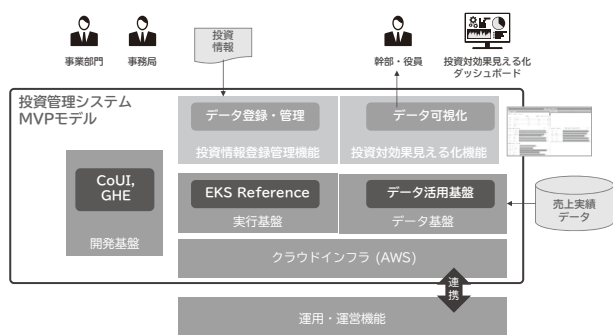 投資
情報
事業部門
事務局
幹部・役員
投資対効果見える化
ダッシュボード
投資管理システム
MVPモデル
データ登録・管理
投資情報登録管理機能
データ可視化
投資対効果見える化機能
CoUI,
GHE
開発基盤
EKS Reference
実行基盤
データ活用基盤
データ基盤
売上実績
データ
クラウドインフラ (AWS)
連
携
運用・運営機能